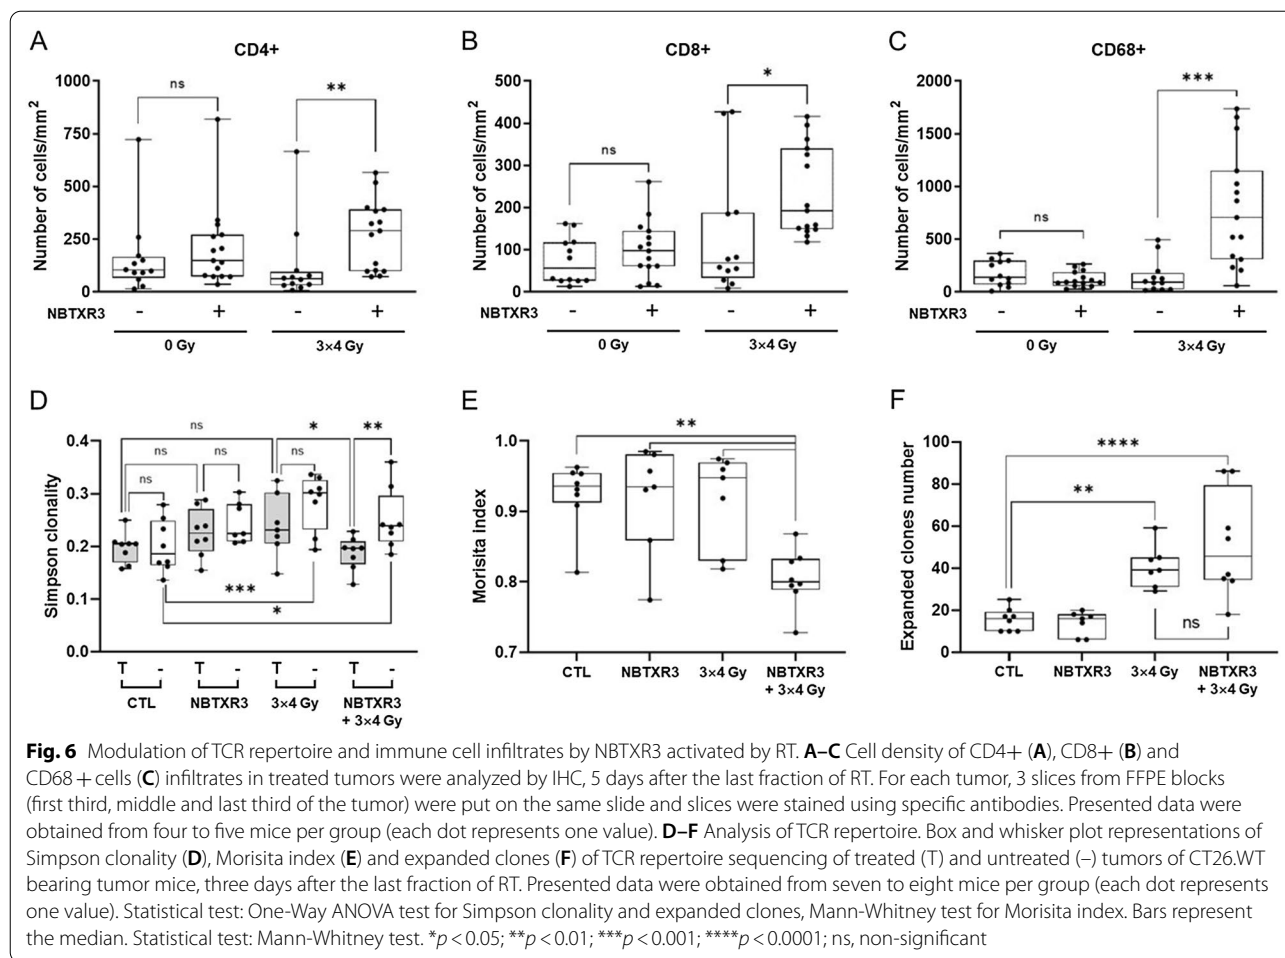 A
CD4+
Number of cells/mm²
1000
750
500
250
0
ns
**
NBTXR3
- + - +
0 Gy 3×4 Gy
B
CD8+
Number of cells/mm²
500
400
300
200
100
0
ns
*
NBTXR3
- + - +
0 Gy 3×4 Gy
C
CD68+
Number of cells/mm²
2000
1500
1000
500
0
ns
***
NBTXR3
- + - +
0 Gy 3×4 Gy
D
Simpson clonality
0.4
0.3
0.2
0.1
0.0
ns * **
ns ns ns
ns
***
*
T - T - T - T -
CTL NBTXR3 3×4 Gy NBTXR3
+ 3×4 Gy
E
Morisita index
1.0
0.9
0.8
0.7
**
CTL NBTXR3 3×4 Gy NBTXR3
+ 3×4 Gy
F
Expanded clones number
100
80
60
40
20
0
****
**
ns
CTL NBTXR3 3×4 Gy NBTXR3
+ 3×4 Gy
Fig. 6 Modulation of TCR repertoire and immune cell infiltrates by NBTXR3 activated by RT. A–C Cell density of CD4+ (A), CD8+ (B) and
CD68 + cells (C) infiltrates in treated tumors were analyzed by IHC, 5 days after the last fraction of RT. For each tumor, 3 slices from FFPE blocks
(first third, middle and last third of the tumor) were put on the same slide and slices were stained using specific antibodies. Presented data were
obtained from four to five mice per group (each dot represents one value). D–F Analysis of TCR repertoire. Box and whisker plot representations of
Simpson clonality (D), Morisita index (E) and expanded clones (F) of TCR repertoire sequencing of treated (T) and untreated (–) tumors of CT26.WT
bearing tumor mice, three days after the last fraction of RT. Presented data were obtained from seven to eight mice per group (each dot represents
one value). Statistical test: One-Way ANOVA test for Simpson clonality and expanded clones, Mann-Whitney test for Morisita index. Bars represent
the median. Statistical test: Mann-Whitney test. *p < 0.05; **p < 0.01; ***p < 0.001; ****p < 0.0001; ns, non-significant